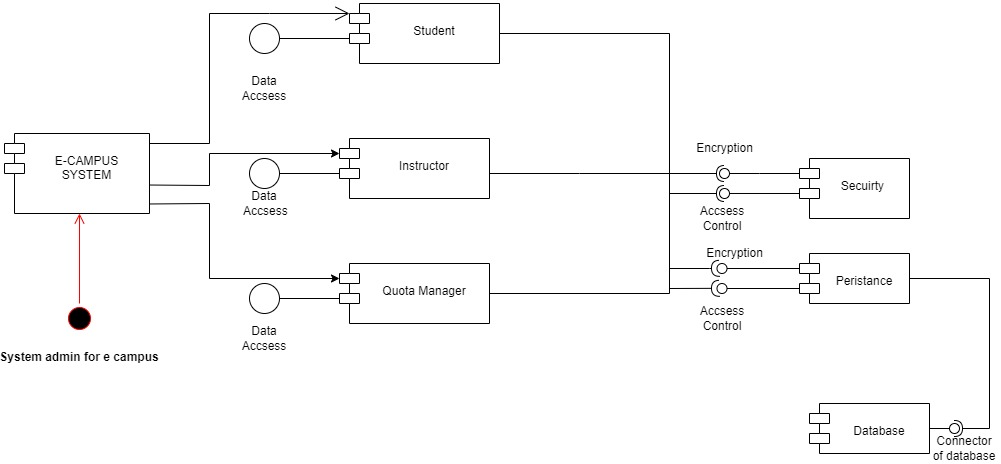 Student
Data
Accsess
E-CAMPUS
SYSTEM
Instructor
Data
Accsess
Encryption
Secuirty
Accsess
Control
Encryption
Quota Manager
Peristance
Accsess
Control
Data
Accsess
System admin for e campus
Database
Connector
of database